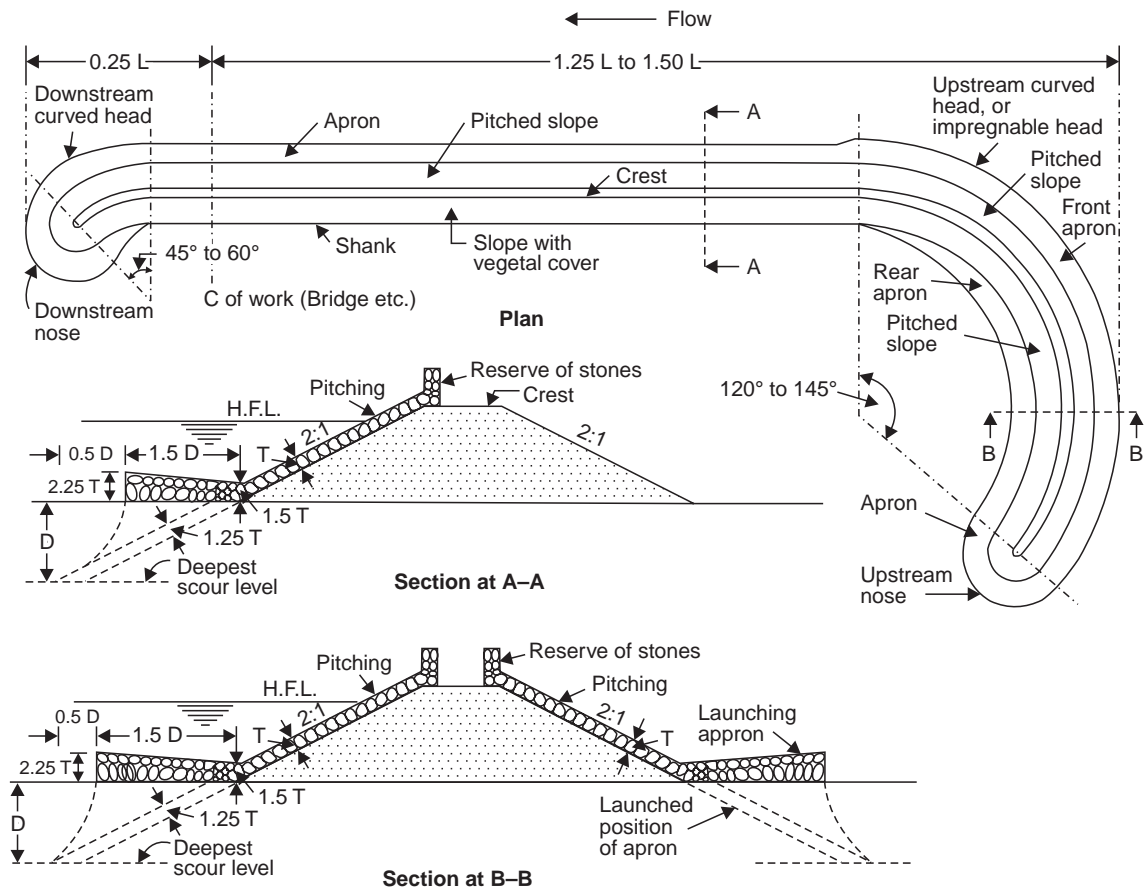 Flow
0.25 L
1.25 L to 1.50 L
Downstream
curved head
Apron
Pitched slope
A
Upstream curved
head, or
impregnable head
Pitched
slope
Crest
Front
apron
Shank
Slope with
vegetal cover
A
45° to 60°
Rear
apron
Downstream
nose
C of work (Bridge etc.)
Plan
Pitched
slope
120° to 145°
B
B
Apron
Upstream
nose
Reserve of stones
Pitching
Crest
H.F.L.
2:1
2:1
T
0.5 D
1.5 D
2.25 T
1.5 T
1.25 T
D
Deepest
scour level
Section at A–A
Reserve of stones
Pitching
Pitching
H.F.L.
2:1
2:1
Launching
appron
0.5 D
1.5 D
T
T
2.25 T
1.5 T
1.25 T
D
Launched
position
of apron
Deepest
scour level
Section at B–B